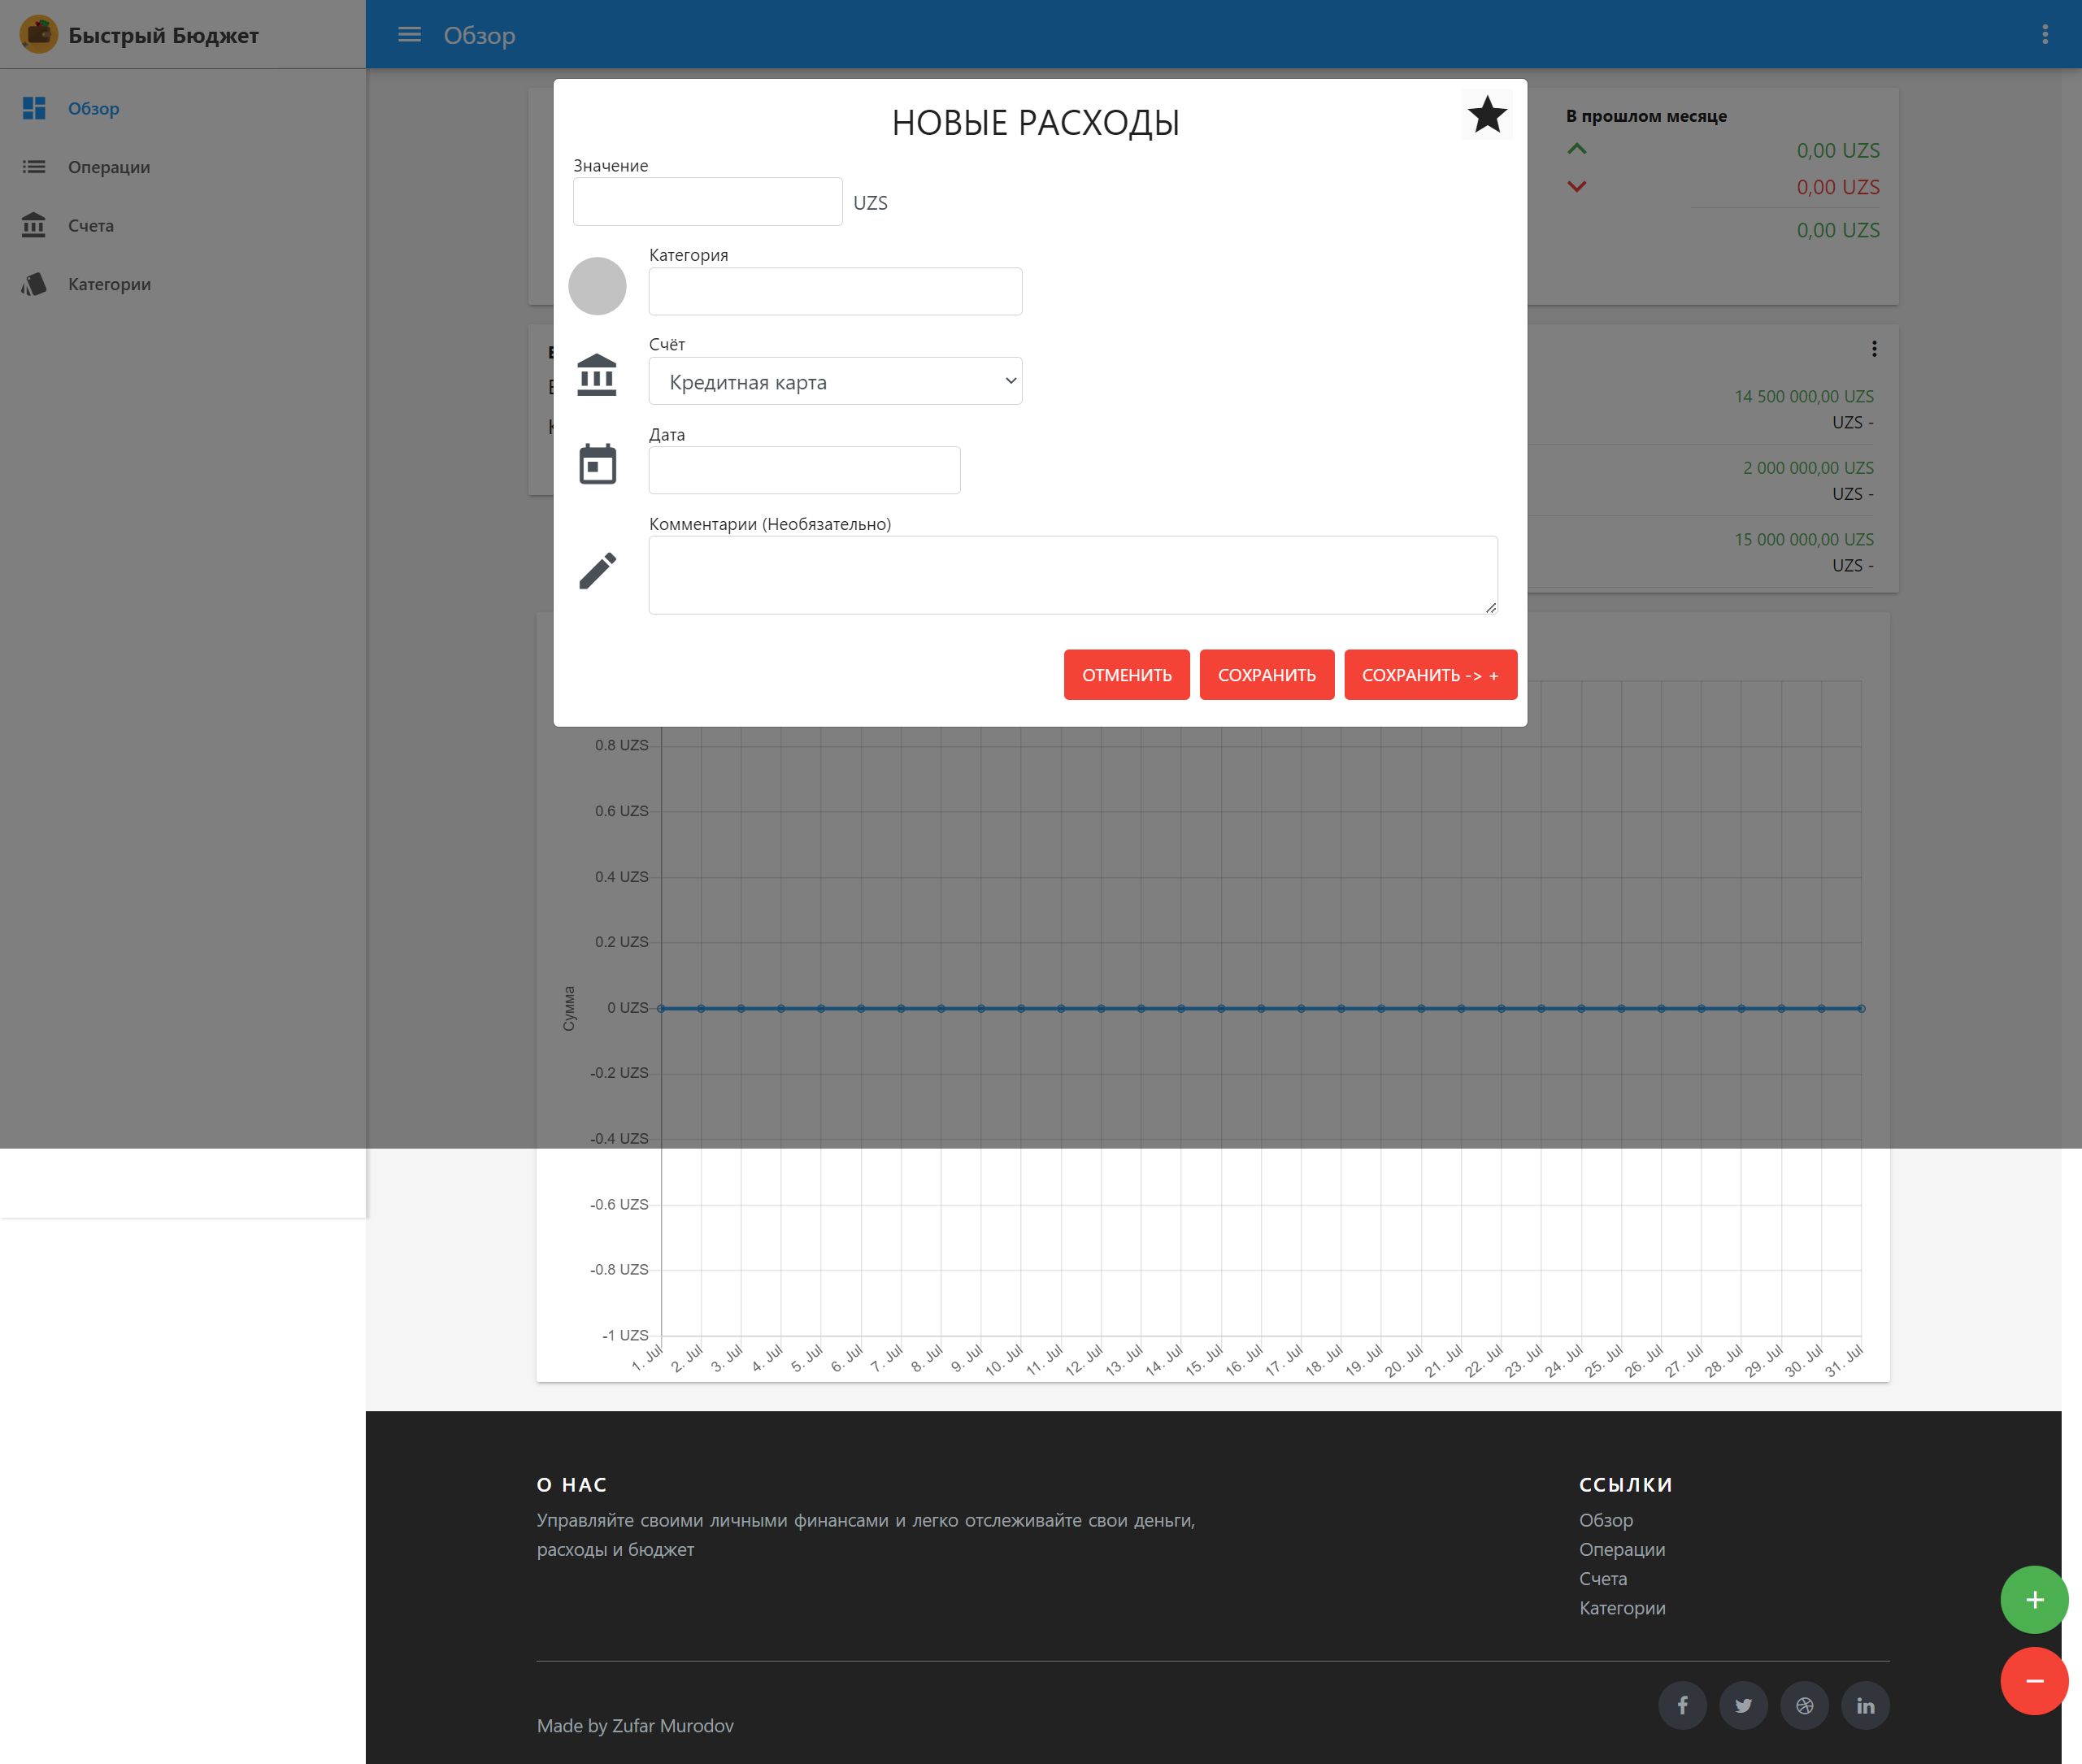 Быстрый Бюджет
Обзор
Обзор
Операции
Счета
Категории
НОВЫЕ РАСХОДЫ
Значение
UZS
Категория
Счёт
Кредитная карта
Дата
Комментарии (Необязательно)
ОТМЕНИТЬ
СОХРАНИТЬ
СОХРАНИТЬ -> +
В прошлом месяце
0,00 UZS
0,00 UZS
0,00 UZS
14 500 000,00 UZS
UZS -
2 000 000,00 UZS
UZS -
15 000 000,00 UZS
UZS -
Сумма
0.8 UZS
0.6 UZS
0.4 UZS
0.2 UZS
0 UZS
-0.2 UZS
-0.4 UZS
-0.6 UZS
-0.8 UZS
-1 UZS
1. Jul
2. Jul
3. Jul
4. Jul
5. Jul
6. Jul
7. Jul
8. Jul
9. Jul
10. Jul
11. Jul
12. Jul
13. Jul
14. Jul
15. Jul
16. Jul
17. Jul
18. Jul
19. Jul
20. Jul
21. Jul
22. Jul
23. Jul
24. Jul
25. Jul
26. Jul
27. Jul
28. Jul
29. Jul
30. Jul
31. Jul
О НАС
Управляйте своими личными финансами и легко отслеживайте свои деньги,
расходы и бюджет
ССЫЛКИ
Обзор
Операции
Счета
Категории
Made by Zufar Murodov